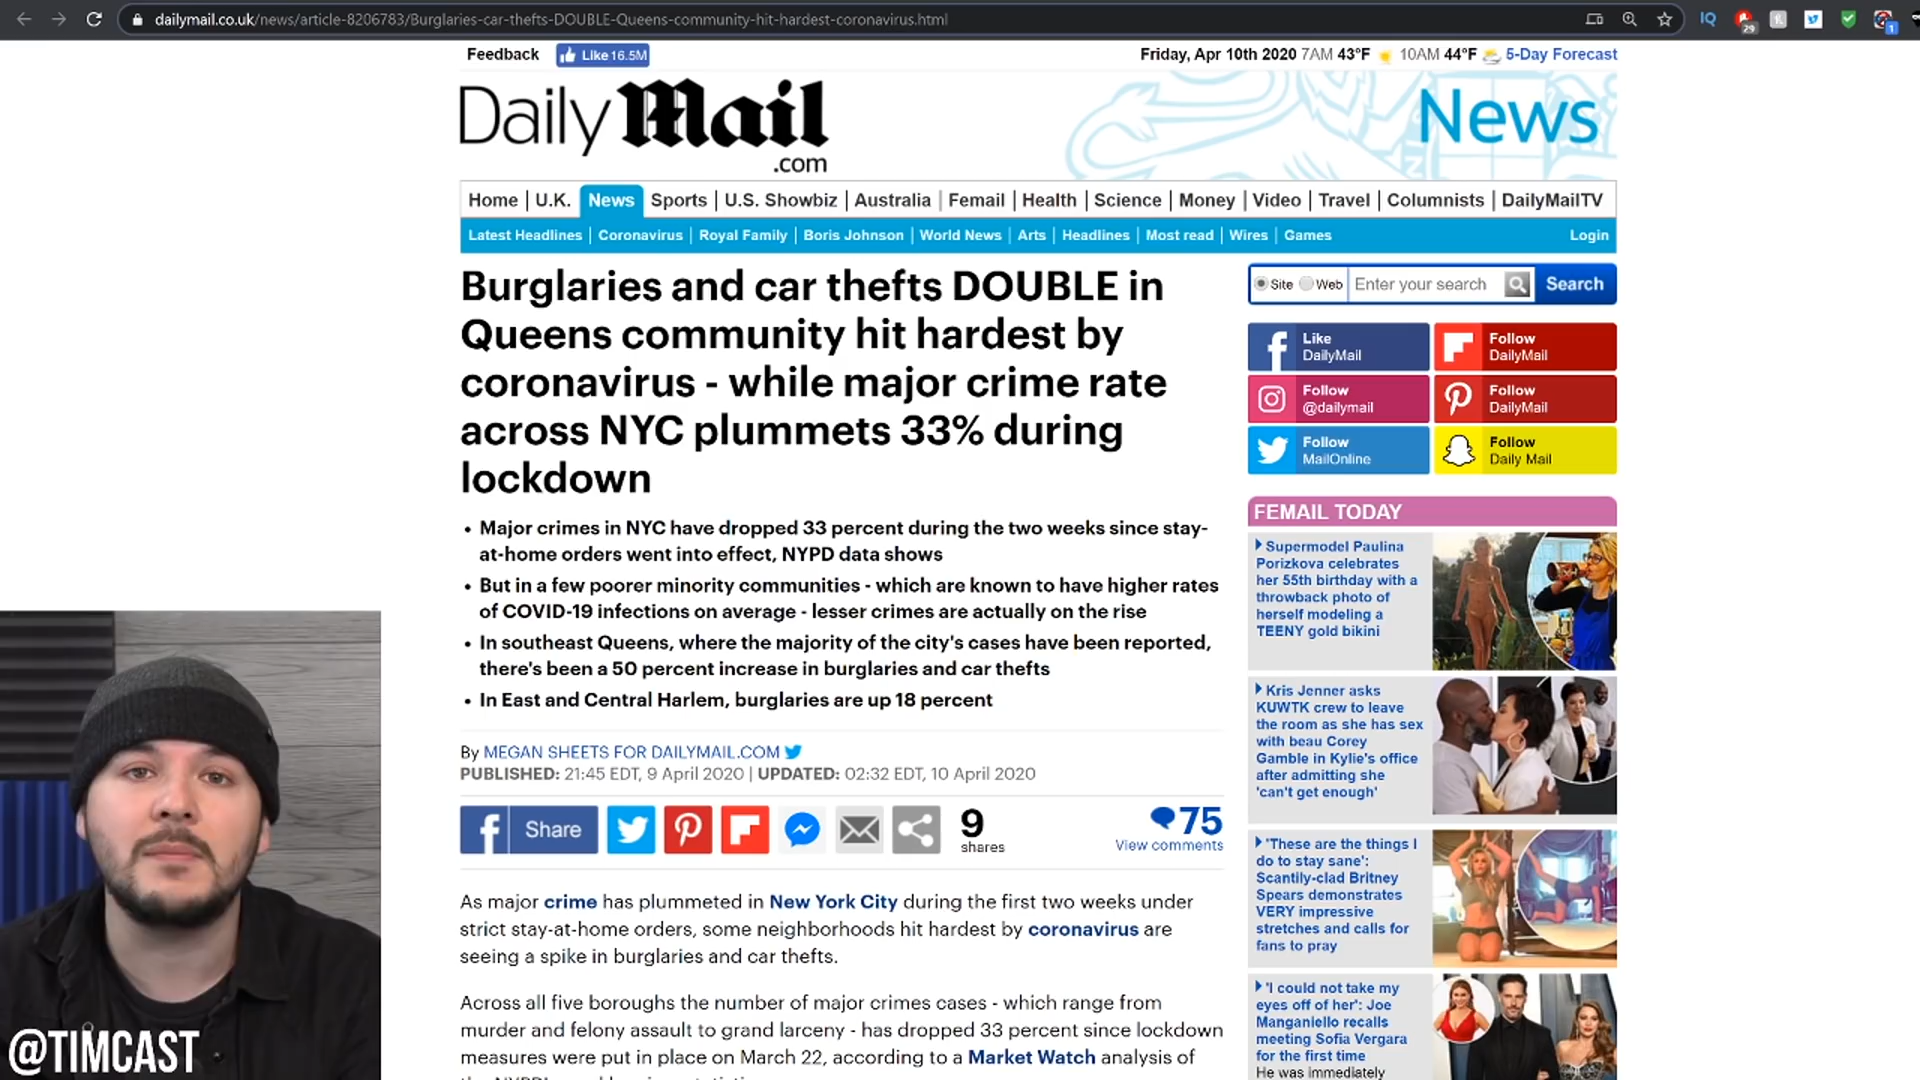 dailymail.co.uk/news/article-8206783/Burglaries-car-thefts-DOUBLE-Queens-community-hit-hardest-coronavirus.html
IQ
29
1
Feedback
Like 16.5M
Friday, Apr 10th 2020 7AM 43°F 10AM 44°F 5-Day Forecast
Daily Mail
.com
News
Home | U.K. News Sports | U.S. Showbiz | Australia | Femail | Health | Science | Money | Video | Travel | Columnists | DailyMailTV
Latest Headlines | Coronavirus | Royal Family | Boris Johnson | World News | Arts | Headlines | Most read | Wires | Games
Login
Burglaries and car thefts DOUBLE in
Queens community hit hardest by
coronavirus - while major crime rate
across NYC plummets 33% during
lockdown
• Major crimes in NYC have dropped 33 percent during the two weeks since stay-
at-home orders went into effect, NYPD data shows
• But in a few poorer minority communities - which are known to have higher rates
of COVID-19 infections on average - lesser crimes are actually on the rise
• In southeast Queens, where the majority of the city's cases have been reported,
there's been a 50 percent increase in burglaries and car thefts
• In East and Central Harlem, burglaries are up 18 percent
By MEGAN SHEETS FOR DAILYMAIL.COM
PUBLISHED: 21:45 EDT, 9 April 2020 | UPDATED: 02:32 EDT, 10 April 2020
Share
9
shares
75
View comments
As major crime has plummeted in New York City during the first two weeks under
strict stay-at-home orders, some neighborhoods hit hardest by coronavirus are
seeing a spike in burglaries and car thefts.
Across all five boroughs the number of major crimes cases - which range from
murder and felony assault to grand larceny - has dropped 33 percent since lockdown
measures were put in place on March 22, according to a Market Watch analysis of
Site Web Enter your search Search
Like
DailyMail
Follow
DailyMail
Follow
@dailymail
Follow
DailyMail
Follow
MailOnline
Follow
Daily Mail
FEMAIL TODAY
Supermodel Paulina
Porizkova celebrates
her 55th birthday with a
throwback photo of
herself modeling a
TEENY gold bikini
Kris Jenner asks
KUWTK crew to leave
the room as she has sex
with beau Corey
Gamble in Kylie's office
after admitting she
'can't get enough'
'These are the things I
do to stay sane':
Scantily-clad Britney
Spears demonstrates
VERY impressive
stretches and calls for
fans to pray
'I could not take my
eyes off of her': Joe
Manganiello recalls
meeting Sofia Vergara
for the first time
He was immediately
@TIMCAST